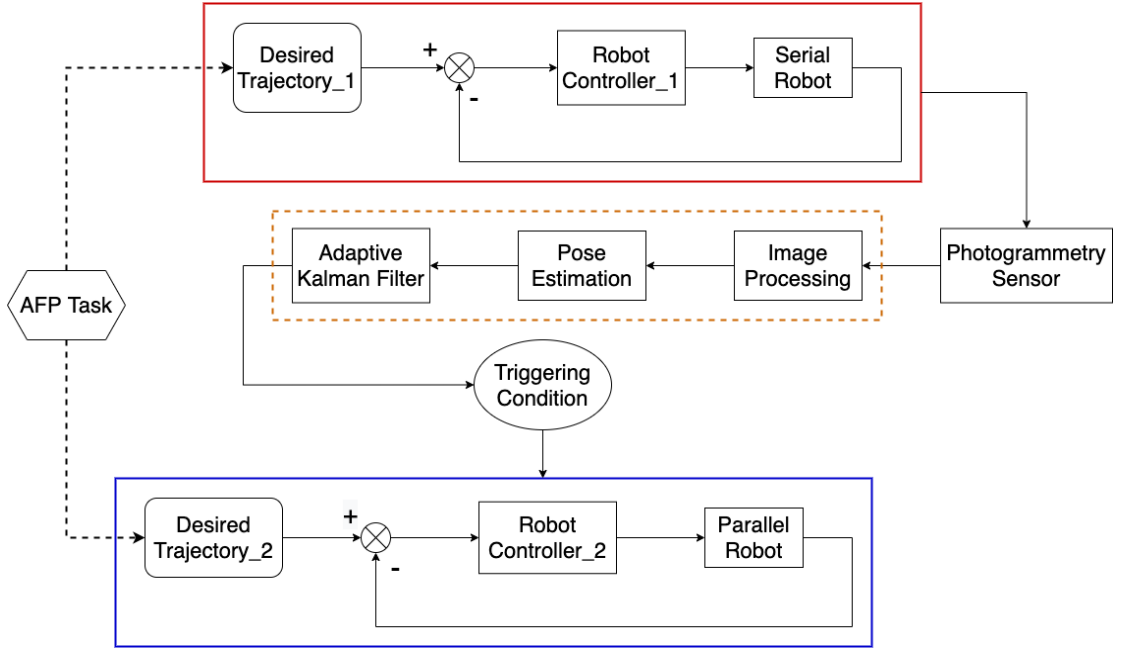 Desired
Trajectory_1
+
-
Robot
Controller_1
Serial
Robot
Adaptive
Kalman Filter
Pose
Estimation
Image
Processing
Photogrammetry
Sensor
AFP Task
Triggering
Condition
Desired
Trajectory_2
+
-
Robot
Controller_2
Parallel
Robot